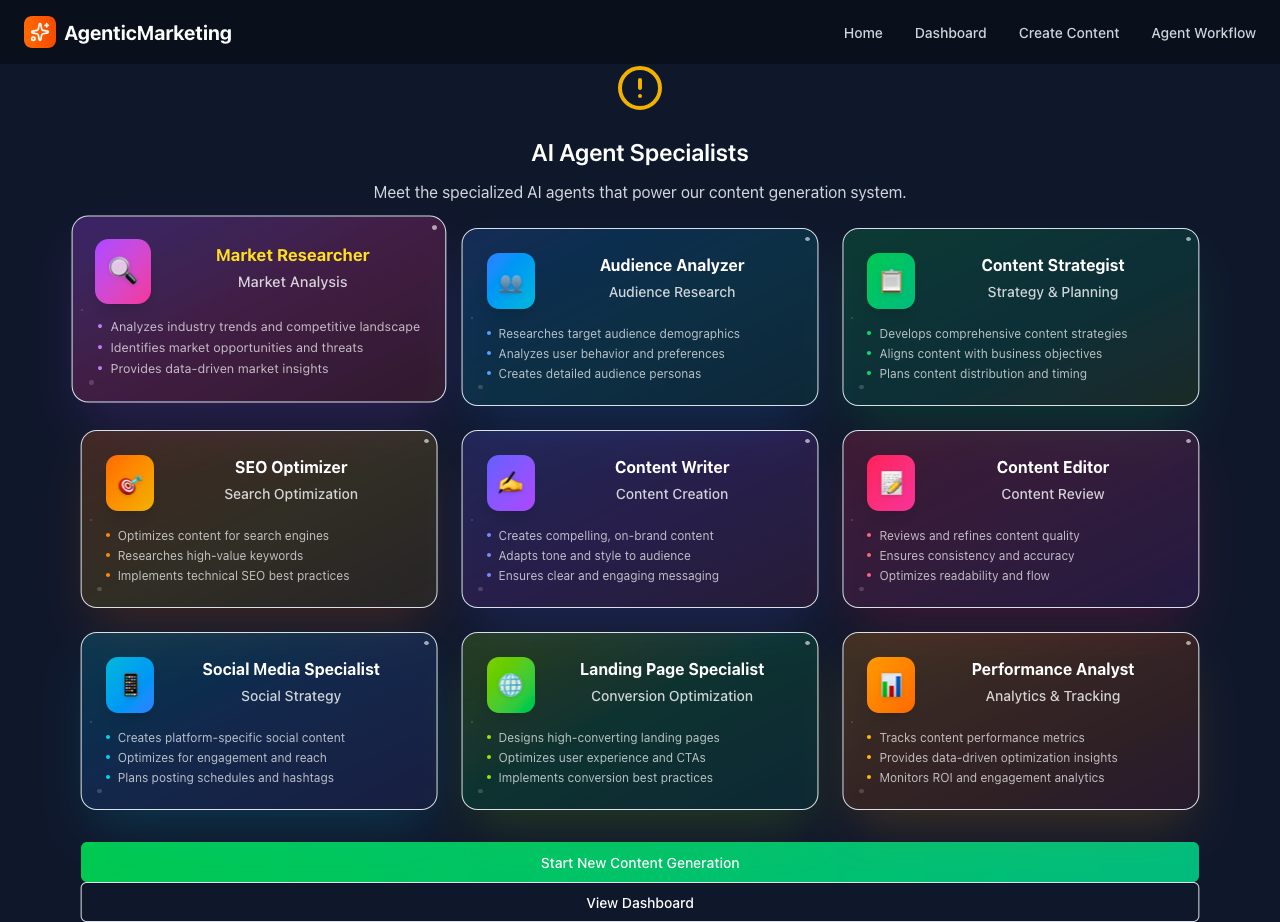 AgenticMarketing
Home
Dashboard
Create Content
Agent Workflow
AI Agent Specialists
Meet the specialized AI agents that power our content generation system.
Market Researcher
Market Analysis
Analyzes industry trends and competitive landscape
Identifies market opportunities and threats
Provides data-driven market insights
Audience Analyzer
Audience Research
Researches target audience demographics
Analyzes user behavior and preferences
Creates detailed audience personas
Content Strategist
Strategy & Planning
Develops comprehensive content strategies
Aligns content with business objectives
Plans content distribution and timing
SEO Optimizer
Search Optimization
Optimizes content for search engines
Researches high-value keywords
Implements technical SEO best practices
Content Writer
Content Creation
Creates compelling, on-brand content
Adapts tone and style to audience
Ensures clear and engaging messaging
Content Editor
Content Review
Reviews and refines content quality
Ensures consistency and accuracy
Optimizes readability and flow
Social Media Specialist
Social Strategy
Creates platform-specific social content
Optimizes for engagement and reach
Plans posting schedules and hashtags
Landing Page Specialist
Conversion Optimization
Designs high-converting landing pages
Optimizes user experience and CTAs
Implements conversion best practices
Performance Analyst
Analytics & Tracking
Tracks content performance metrics
Provides data-driven optimization insights
Monitors ROI and engagement analytics
Start New Content Generation
View Dashboard